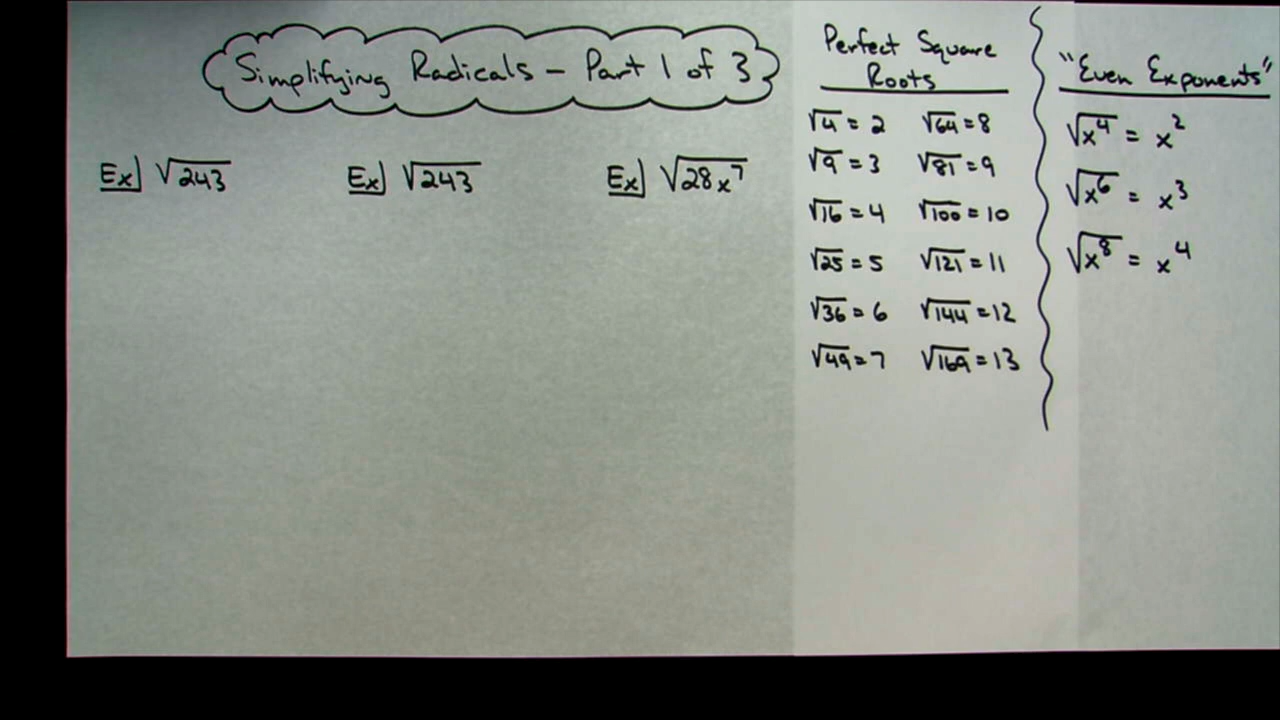 Simplifying Radicals – Part 1 of 3
Ex] √243
Ex] √243
Ex] √28x⁷
Perfect Square
Roots
√4 = 2 √64 = 8
√9 = 3 √81 = 9
√16 = 4 √100 = 10
√25 = 5 √121 = 11
√36 = 6 √144 = 12
√49 = 7 √169 = 13
"Even Exponents"
√x⁴ = x²
√x⁶ = x³
√x⁸ = x⁴